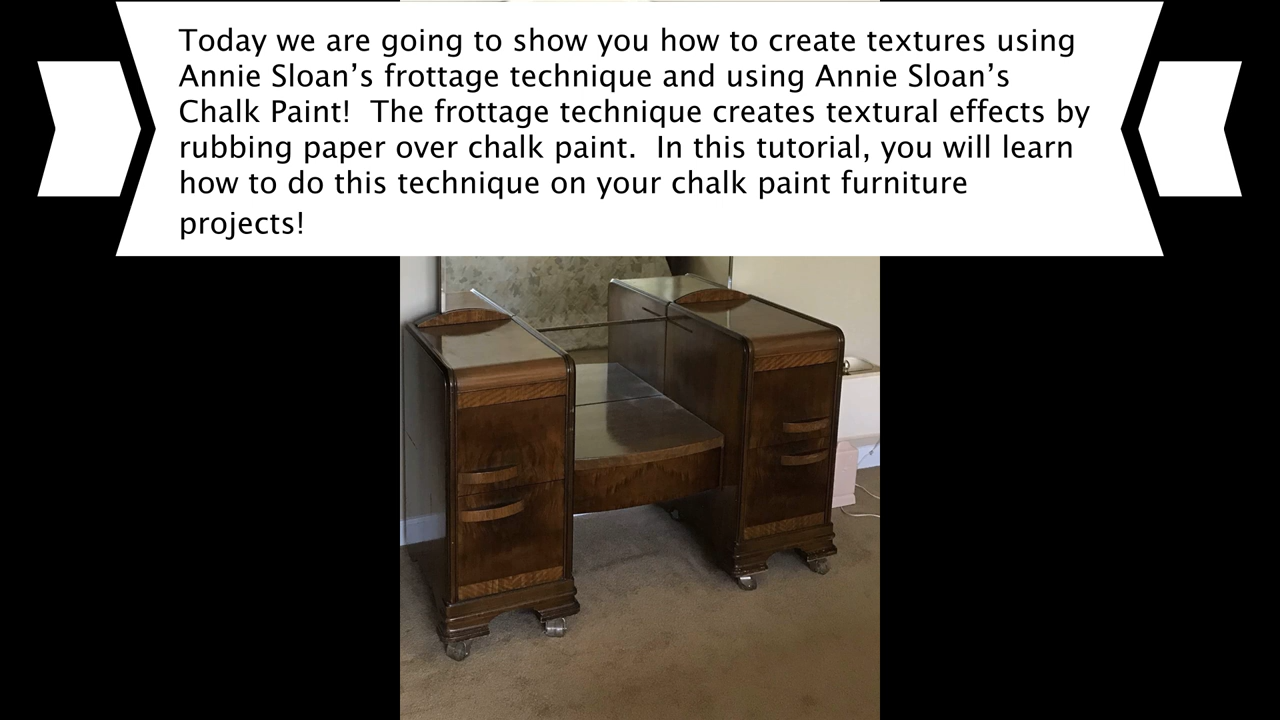 Today we are going to show you how to create textures using
Annie Sloan’s frottage technique and using Annie Sloan’s
Chalk Paint!  The frottage technique creates textural effects by
rubbing paper over chalk paint.  In this tutorial, you will learn
how to do this technique on your chalk paint furniture
projects!